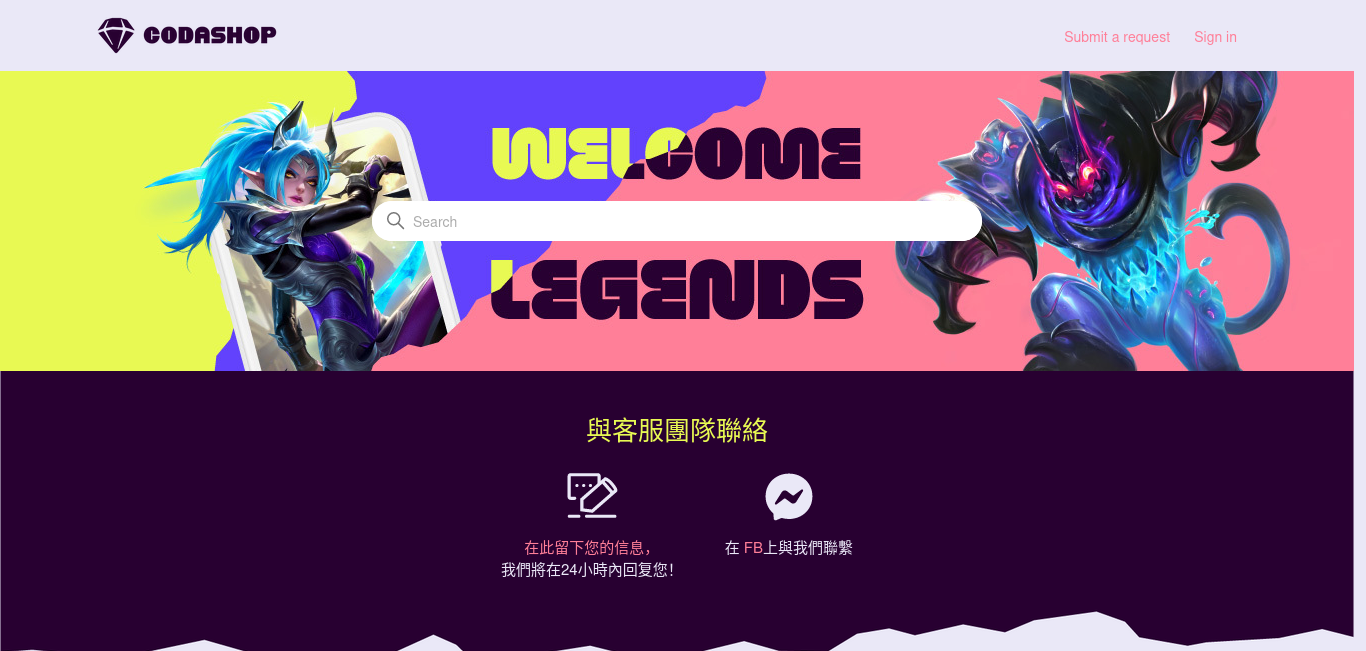 CODASHOP
Submit a request
Sign in
WELCOME
Search
LEGENDS
與客服團隊聯絡
在此留下您的信息，
我們將在24小時內回复您！
在 FB上與我們聯繫